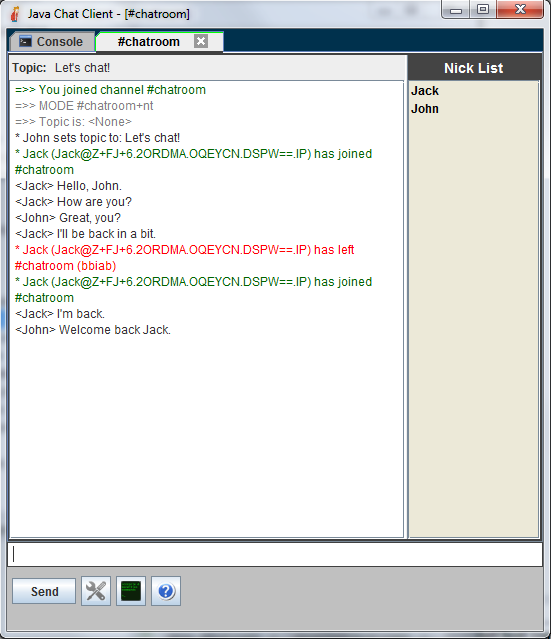 Java Chat Client - [#chatroom]
Console
#chatroom
Topic: Let's chat!
Nick List
=>> You joined channel #chatroom
=>> MODE #chatroom+nt
=>> Topic is: <None>
* John sets topic to: Let's chat!
* Jack (Jack@Z+FJ+6.2ORDMA.OQEYCN.DSPW==.IP) has joined
#chatroom
<Jack> Hello, John.
<Jack> How are you?
<John> Great, you?
<Jack> I'll be back in a bit.
* Jack (Jack@Z+FJ+6.2ORDMA.OQEYCN.DSPW==.IP) has left
#chatroom (bbiab)
* Jack (Jack@Z+FJ+6.2ORDMA.OQEYCN.DSPW==.IP) has joined
#chatroom
<Jack> I'm back.
<John> Welcome back Jack.
Jack
John
Send